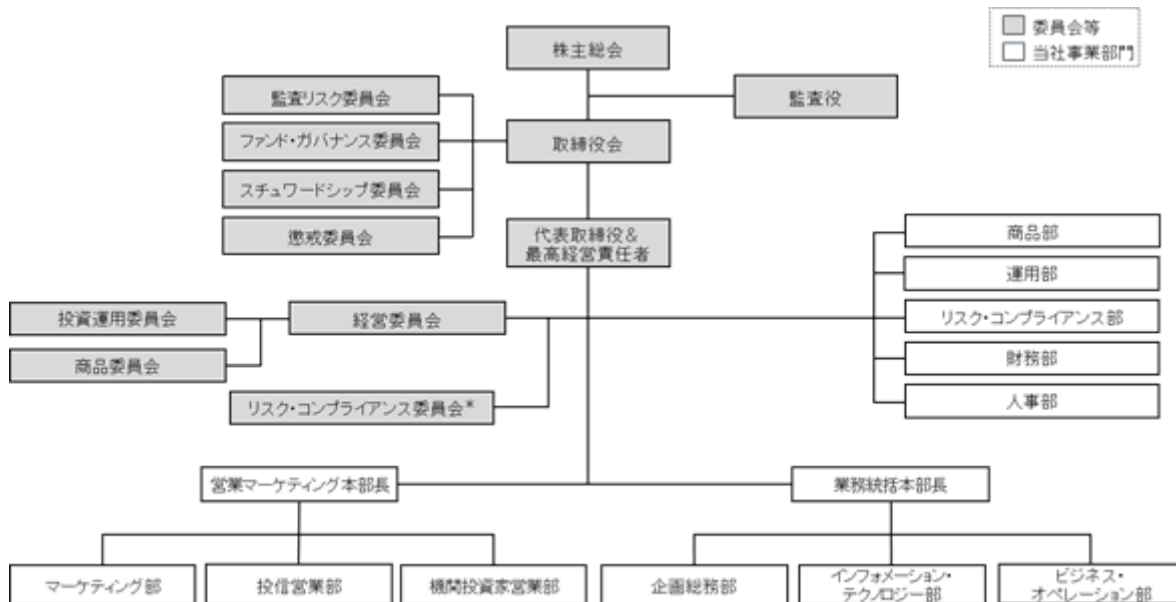 委員会等
当社事業部門
株主総会
監査リスク委員会
監査役
ファンド・ガバナンス委員会
取締役会
スチュワードシップ委員会
懲戒委員会
代表取締役&
最高経営責任者
商品部
運用部
投資運用委員会
経営委員会
リスク・コンプライアンス部
商品委員会
財務部
リスク・コンプライアンス委員会*
人事部
営業マーケティング本部長
業務統括本部長
マーケティング部
投信営業部
機関投資家営業部
企画総務部
インフォメーション・
テクノロジー部
ビジネス・
オペレーション部